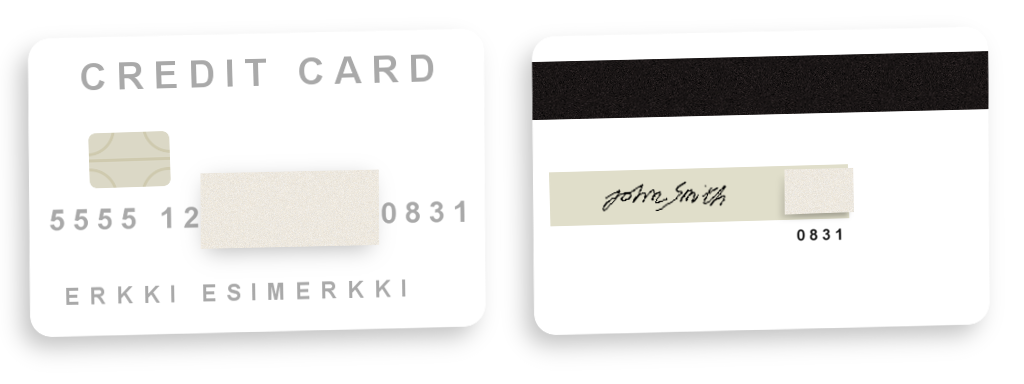 CREDIT CARD
5555 12 0831
ERKKI ESIMERKKI
John Smith
0831